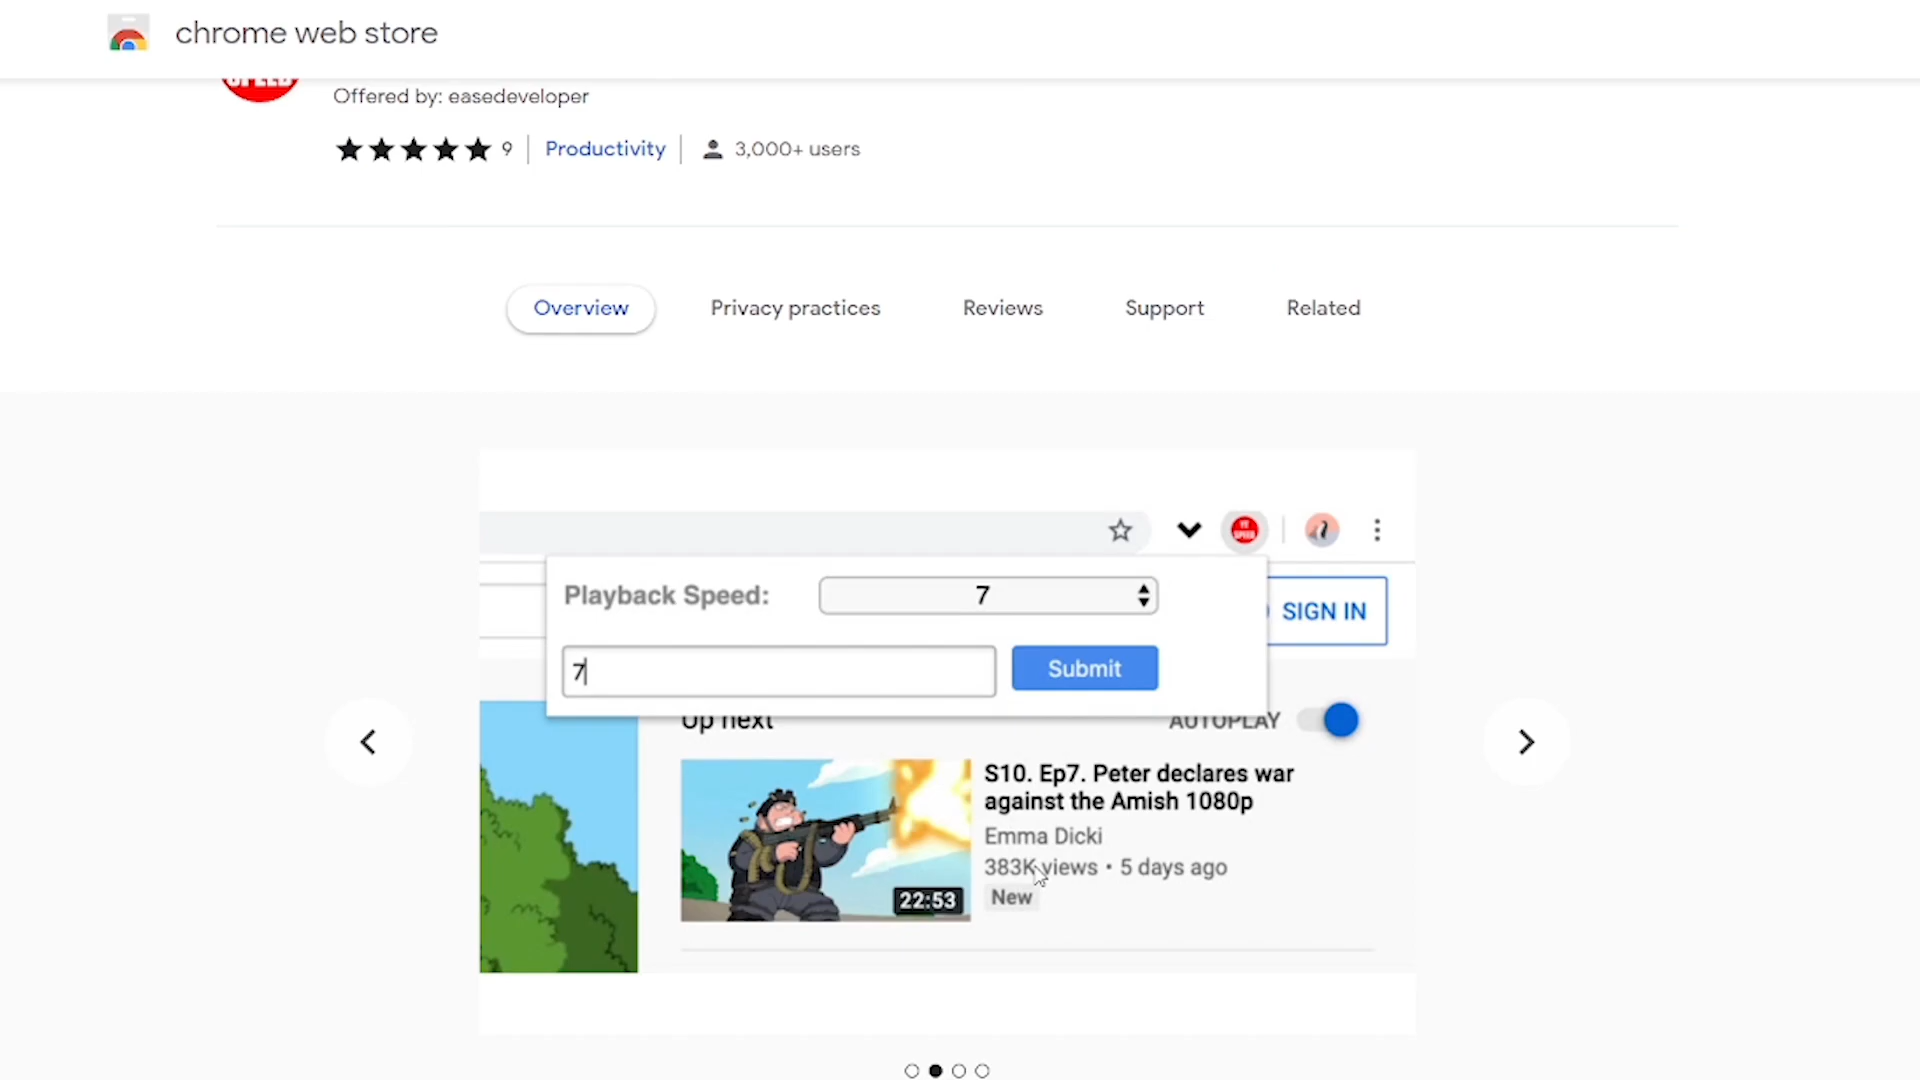 chrome web store
Offered by: easedeveloper
9
Productivity
3,000+ users
Overview
Privacy practices
Reviews
Support
Related
YT
SPEED
Playback Speed:
7
SIGN IN
7
Submit
Up next
AUTOPLAY
S10. Ep7. Peter declares war
against the Amish 1080p
Emma Dicki
383K views • 5 days ago
22:53
New